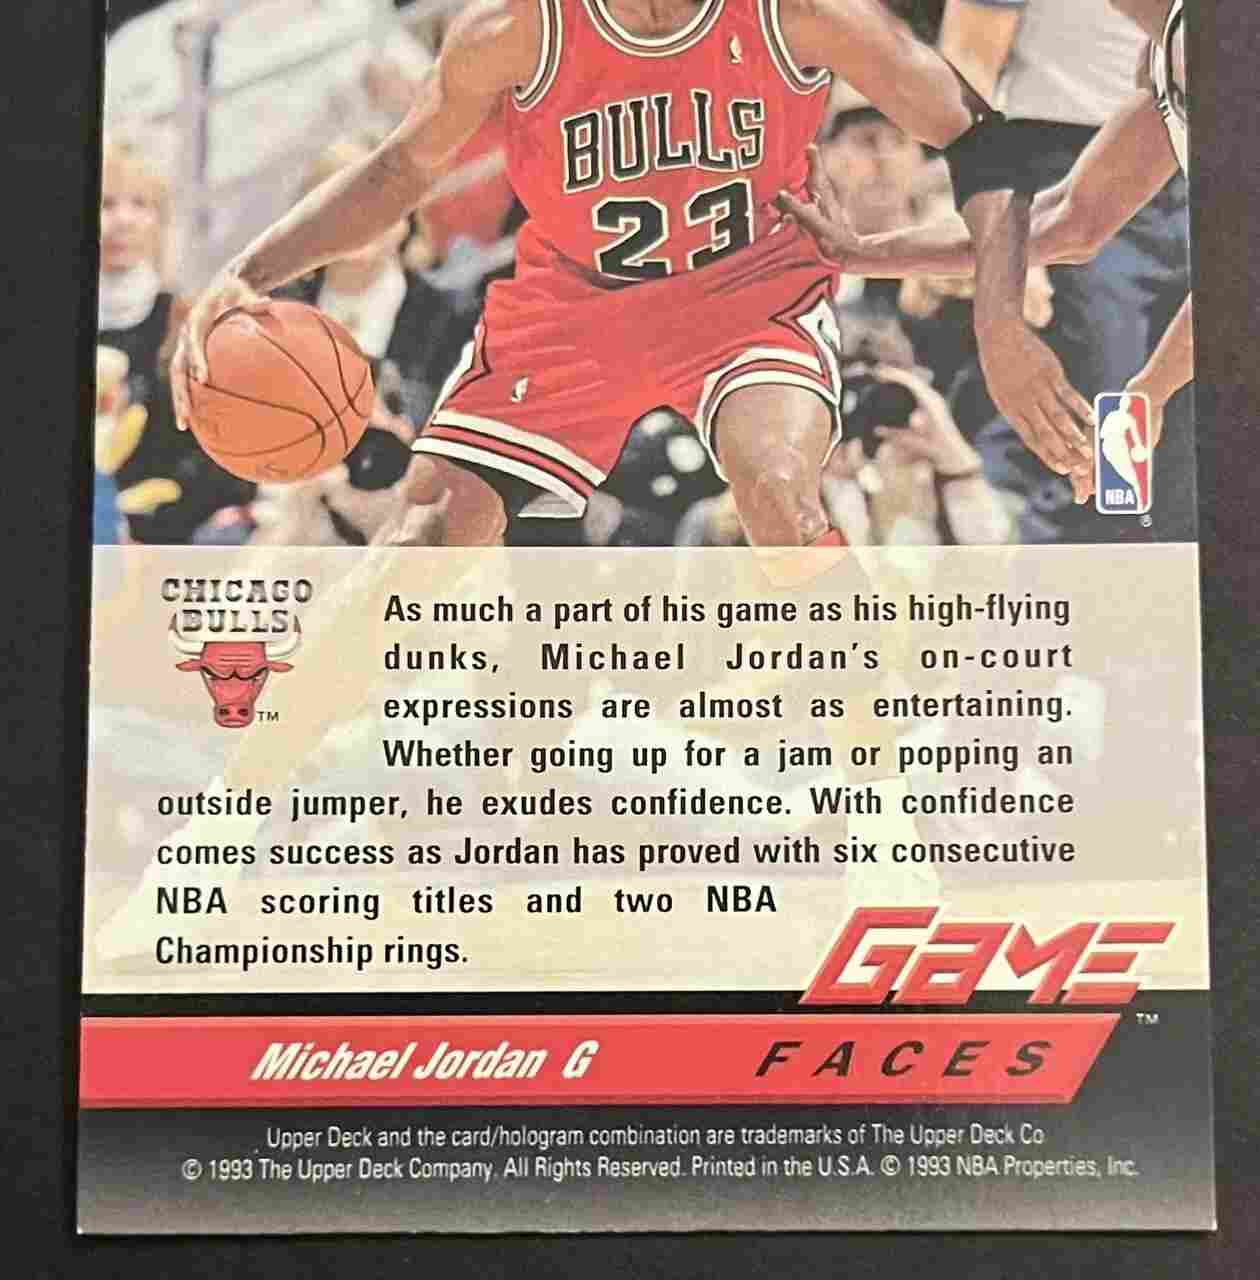 BULLS
23
NBA
®
CHICAGO
BULLS
TM
As much a part of his game as his high-flying
dunks, Michael Jordan's on-court
expressions are almost as entertaining.
Whether going up for a jam or popping an
outside jumper, he exudes confidence. With confidence
comes success as Jordan has proved with six consecutive
NBA scoring titles and two NBA
Championship rings.
GAME
TM
Michael Jordan G
FACES
Upper Deck and the card/hologram combination are trademarks of The Upper Deck Co
© 1993 The Upper Deck Company. All Rights Reserved. Printed in the U.S.A. © 1993 NBA Properties, Inc.